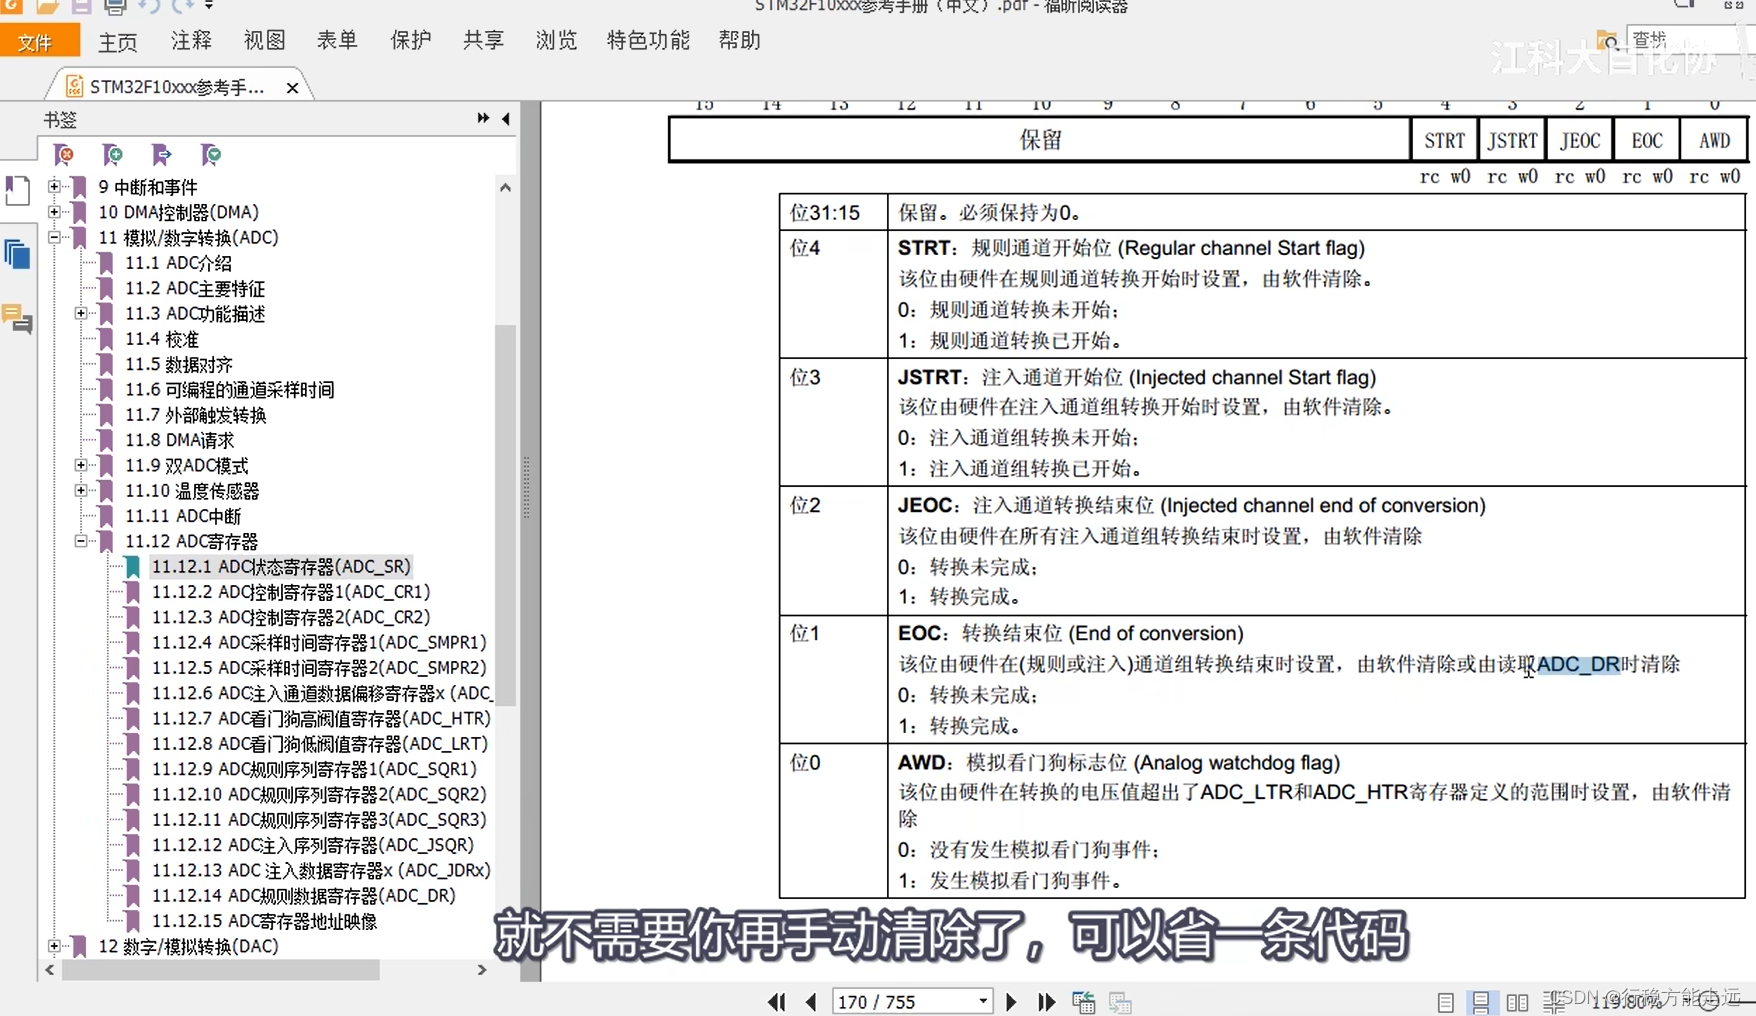 STM32F10xxx参考手册（中文）.pdf - 福昕阅读器
文件 主页 注释 视图 表单 保护 共享 浏览 特色功能 帮助
查找
江科大自化协
STM32F10xxx参考手...
书签
9 中断和事件
10 DMA控制器(DMA)
11 模拟/数字转换(ADC)
11.1 ADC介绍
11.2 ADC主要特征
11.3 ADC功能描述
11.4 校准
11.5 数据对齐
11.6 可编程的通道采样时间
11.7 外部触发转换
11.8 DMA请求
11.9 双ADC模式
11.10 温度传感器
11.11 ADC中断
11.12 ADC寄存器
11.12.1 ADC状态寄存器(ADC_SR)
11.12.2 ADC控制寄存器1(ADC_CR1)
11.12.3 ADC控制寄存器2(ADC_CR2)
11.12.4 ADC采样时间寄存器1(ADC_SMPR1)
11.12.5 ADC采样时间寄存器2(ADC_SMPR2)
11.12.6 ADC注入通道数据偏移寄存器x (ADC_
11.12.7 ADC看门狗高阀值寄存器(ADC_HTR)
11.12.8 ADC看门狗低阀值寄存器(ADC_LRT)
11.12.9 ADC规则序列寄存器1(ADC_SQR1)
11.12.10 ADC规则序列寄存器2(ADC_SQR2)
11.12.11 ADC规则序列寄存器3(ADC_SQR3)
11.12.12 ADC注入序列寄存器(ADC_JSQR)
11.12.13 ADC 注入数据寄存器x (ADC_JDRx)
11.12.14 ADC规则数据寄存器(ADC_DR)
11.12.15 ADC寄存器地址映像
12 数字/模拟转换(DAC)
15 14 13 12 11 10 9 8 7 6 5 4 3 2 1 0
保留 STRT JSTRT JEOC EOC AWD
rc w0 rc w0 rc w0 rc w0 rc w0
位31:15 保留。必须保持为0。
位4 STRT：规则通道开始位 (Regular channel Start flag)
该位由硬件在规则通道转换开始时设置，由软件清除。
0：规则通道转换未开始；
1：规则通道转换已开始。
位3 JSTRT：注入通道开始位 (Injected channel Start flag)
该位由硬件在注入通道组转换开始时设置，由软件清除。
0：注入通道组转换未开始；
1：注入通道组转换已开始。
位2 JEOC：注入通道转换结束位 (Injected channel end of conversion)
该位由硬件在所有注入通道组转换结束时设置，由软件清除
0：转换未完成；
1：转换完成。
位1 EOC：转换结束位 (End of conversion)
该位由硬件在(规则或注入)通道组转换结束时设置，由软件清除或由读取ADC_DR时清除
0：转换未完成；
1：转换完成。
位0 AWD：模拟看门狗标志位 (Analog watchdog flag)
该位由硬件在转换的电压值超出了ADC_LTR和ADC_HTR寄存器定义的范围时设置，由软件清
除
0：没有发生模拟看门狗事件；
1：发生模拟看门狗事件。
就不需要你再手动清除了，可以省一条代码
170 / 755
119.80%
CSDN @行稳方能走远